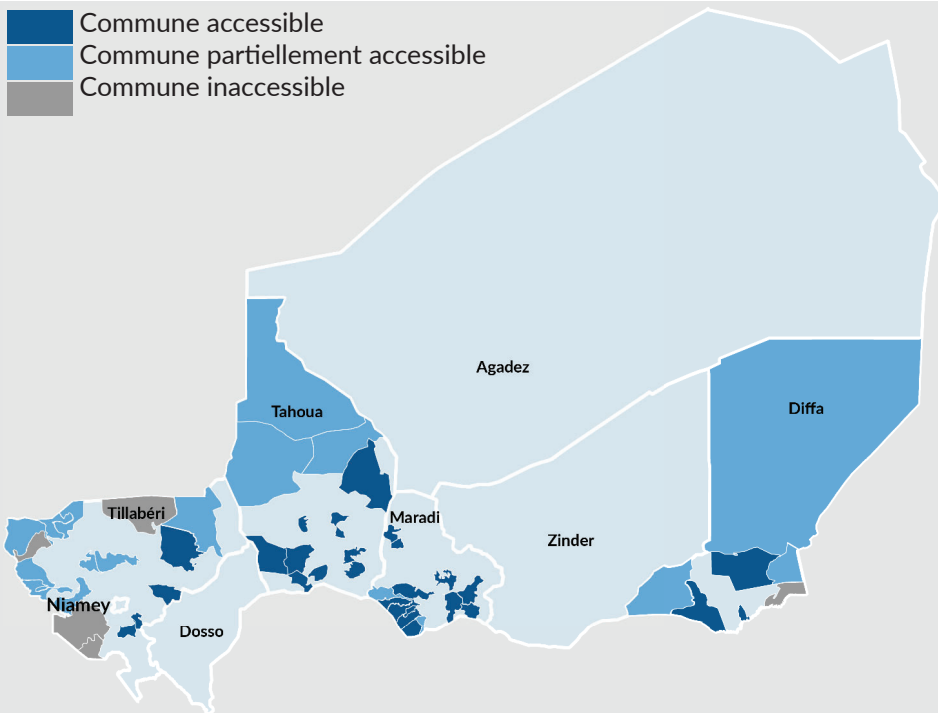 Commune accessible
Commune partiellement accessible
Commune inaccessible
Agadez
Tahoua
Diffa
Tillabéri
Maradi
Zinder
Niamey
Dosso